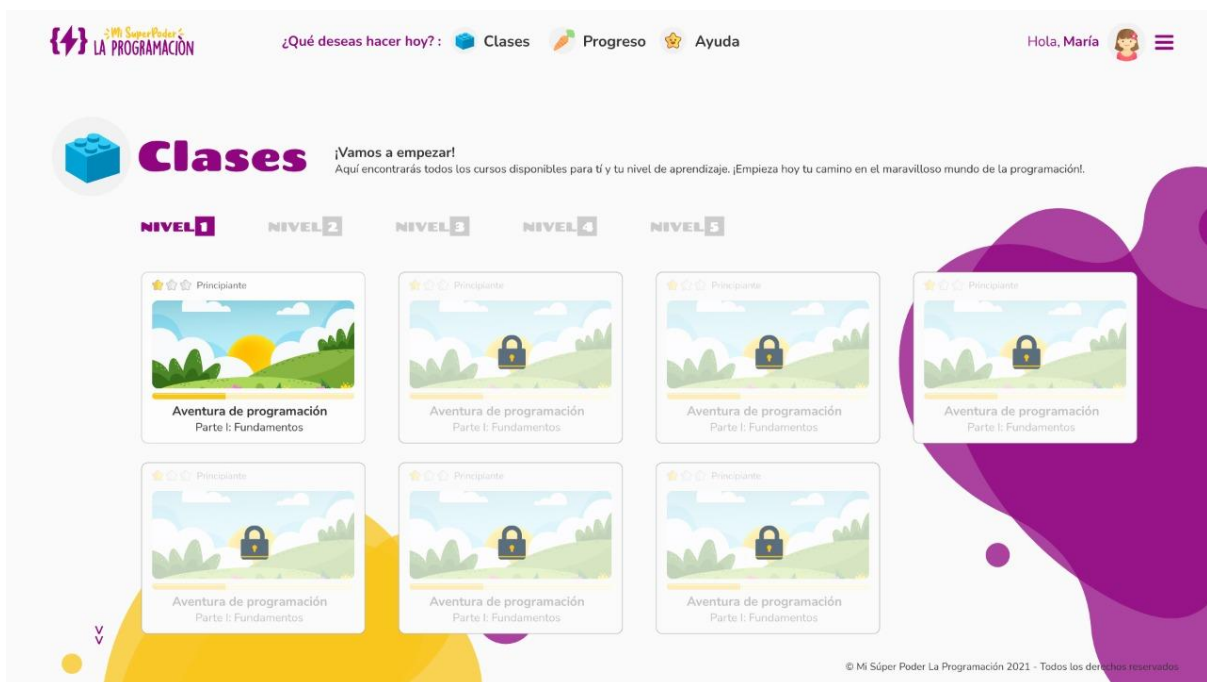 Mi SuperPoder
LA PROGRAMACIÒN
¿Qué deseas hacer hoy? :
Clases
Progreso
Ayuda
Hola, María
Clases
¡Vamos a empezar!
Aquí encontrarás todos los cursos disponibles para tí y tu nivel de aprendizaje. ¡Empieza hoy tu camino en el maravilloso mundo de la programación!.
NIVEL 1
NIVEL 2
NIVEL 3
NIVEL 4
NIVEL 5
Principiante
Aventura de programación
Parte I: Fundamentos
Principiante
Aventura de programación
Parte I: Fundamentos
Principiante
Aventura de programación
Parte I: Fundamentos
Principiante
Aventura de programación
Parte I: Fundamentos
Principiante
Aventura de programación
Parte I: Fundamentos
Principiante
Aventura de programación
Parte I: Fundamentos
Principiante
Aventura de programación
Parte I: Fundamentos
© Mi Súper Poder La Programación 2021 - Todos los derechos reservados